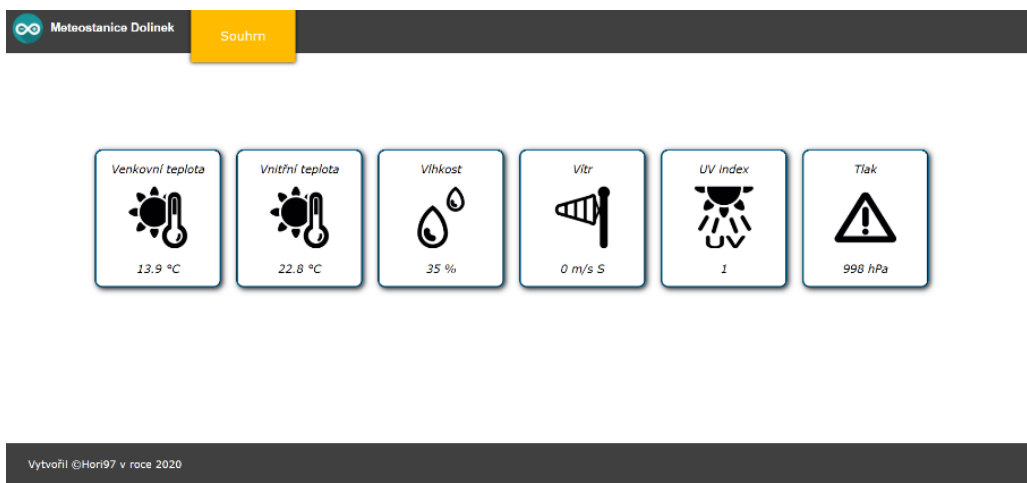 Meteostanice Dolinek
Souhrn
Venkovní teplota
Vnitřní teplota
Vlhkost
Vítr
UV index
Tlak
UV
13.9 °C
22.8 °C
35 %
0 m/s S
1
998 hPa
Vytvořil ©Hori97 v roce 2020